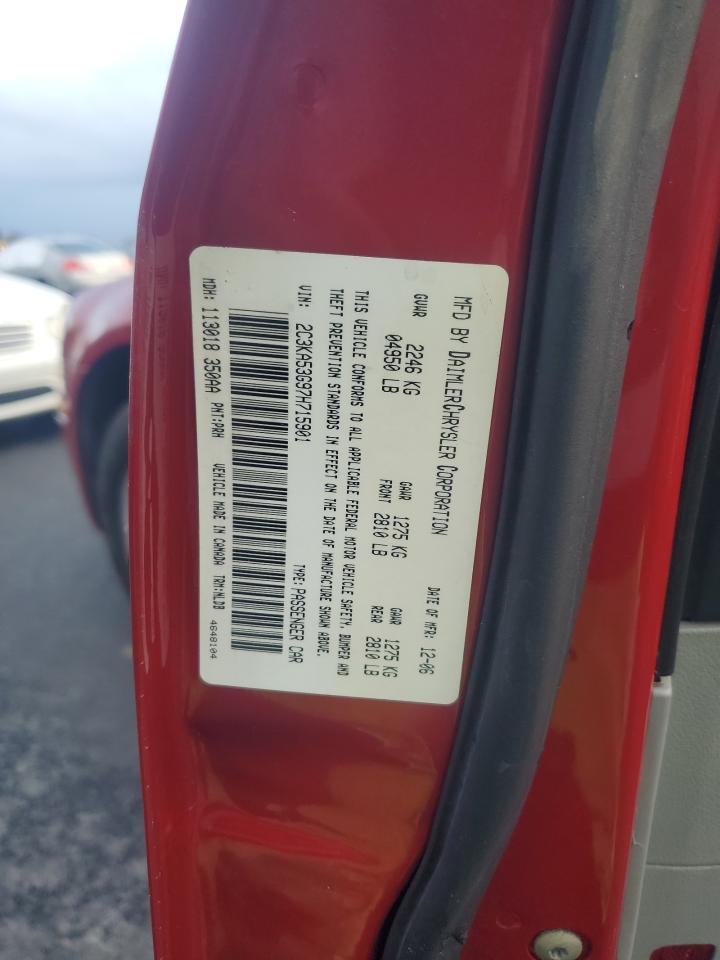 MFD BY DAIMLERCHRYSLER CORPORATION DATE OF MFR: 12-06
GVWR 2246 KG GAWR 1275 KG GAWR 1275 KG
04950 LB FRONT 2810 LB REAR 2810 LB
THIS VEHICLE CONFORMS TO ALL APPLICABLE FEDERAL MOTOR VEHICLE SAFETY, BUMPER AND
THEFT PREVENTION STANDARDS IN EFFECT ON THE DATE OF MANUFACTURE SHOWN ABOVE.
VIN: 2C3KA53G97H715901 TYPE: PASSENGER CAR
MDH: 113018 350AA PNT: PRH VEHICLE MADE IN CANADA TRM: WLDB 4648104